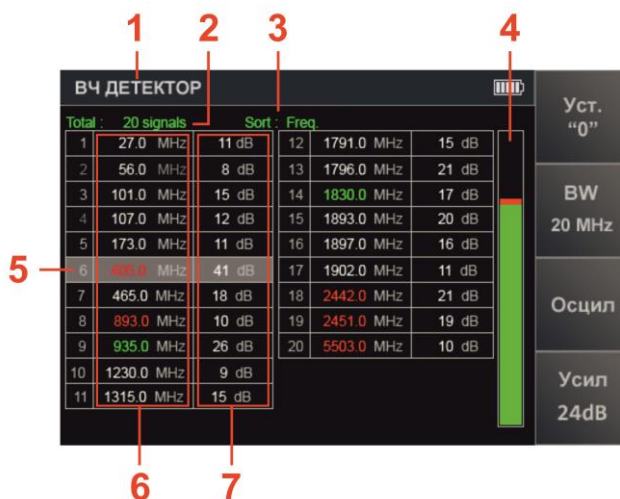 1 2 3 4
ВЧ ДЕТЕКТОР
Total : 20 signals Sort : Freq.
1 27.0 MHz 11 dB 12 1791.0 MHz 15 dB
2 56.0 MHz 8 dB 13 1796.0 MHz 21 dB
3 101.0 MHz 15 dB 14 1830.0 MHz 17 dB
4 107.0 MHz 12 dB 15 1893.0 MHz 20 dB
5 173.0 MHz 11 dB 16 1897.0 MHz 16 dB
5 6 MHz 41 dB 17 1902.0 MHz 11 dB
7 465.0 MHz 18 dB 18 2442.0 MHz 21 dB
8 893.0 MHz 10 dB 19 2451.0 MHz 19 dB
9 935.0 MHz 26 dB 20 5503.0 MHz 10 dB
10 1230.0 MHz 9 dB
11 1315.0 MHz 15 dB
Уст.
“0”
BW
20 MHz
Осцил
Усил
24dB
6 7